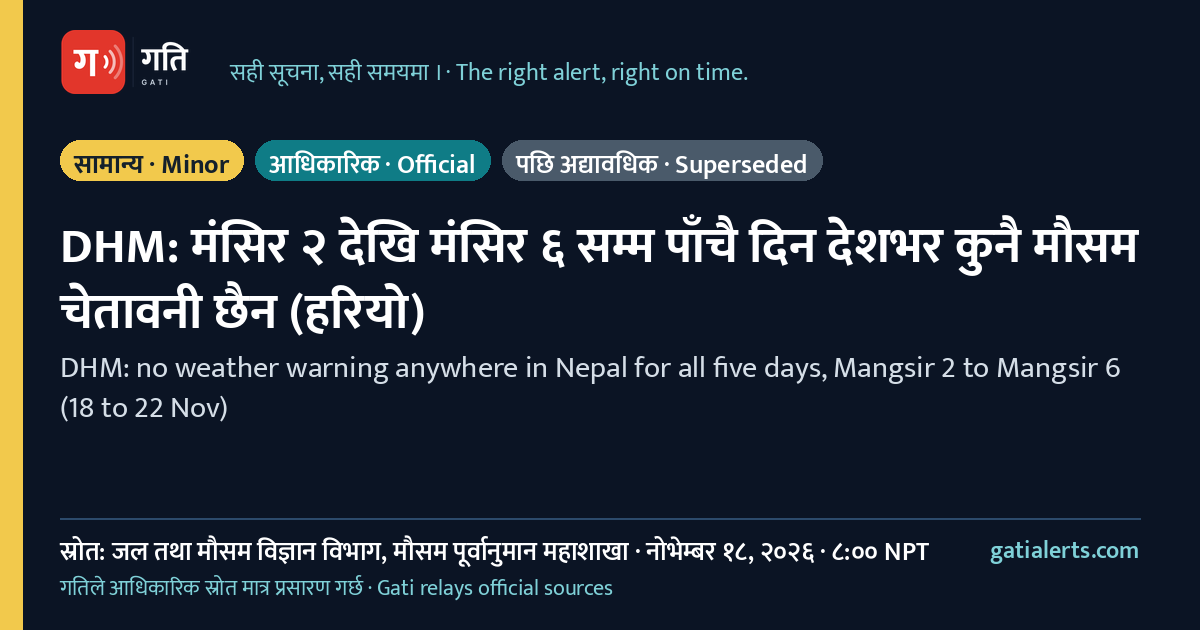 ग गति
GATI
सही सूचना, सही समयमा । · The right alert, right on time.
सामान्य · Minor
आधिकारिक · Official
पछि अद्यावधिक · Superseded
DHM: मंसिर २ देखि मंसिर ६ सम्म पाँचै दिन देशभर कुनै मौसम
चेतावनी छैन (हरियो)
DHM: no weather warning anywhere in Nepal for all five days, Mangsir 2 to Mangsir 6
(18 to 22 Nov)
स्रोत: जल तथा मौसम विज्ञान विभाग, मौसम पूर्वानुमान महाशाखा · नोभेम्बर १८, २०२६ · ८:०० NPT
gatialerts.com
गतिले आधिकारिक स्रोत मात्र प्रसारण गर्छ · Gati relays official sources